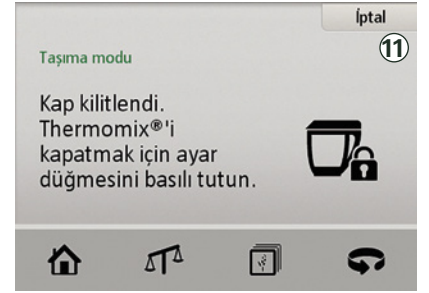 İptal
11
Taşıma modu
Kap kilitlendi.
Thermomix®'i
kapatmak için ayar
düğmesini basılı tutun.